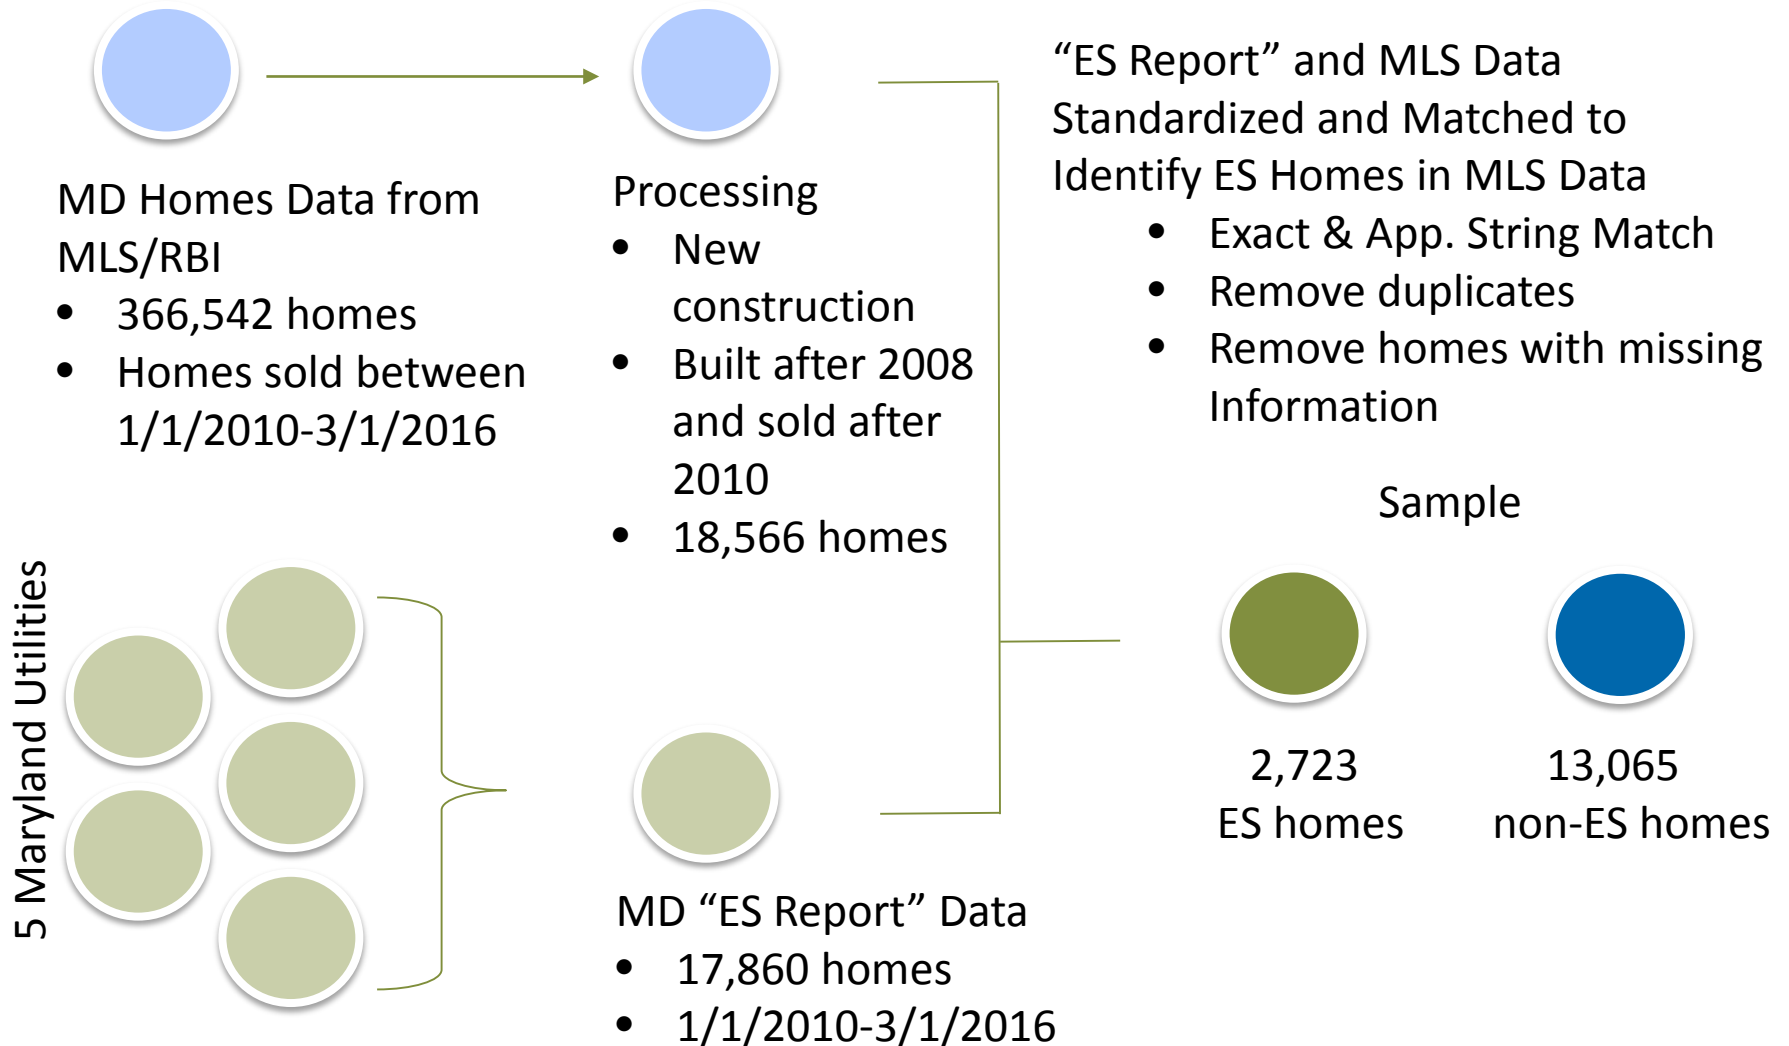 MD Homes Data from
MLS/RBI
• 366,542 homes
• Homes sold between
1/1/2010-3/1/2016
Processing
• New
construction
• Built after 2008
and sold after
2010
• 18,566 homes
“ES Report” and MLS Data
Standardized and Matched to
Identify ES Homes in MLS Data
• Exact & App. String Match
• Remove duplicates
• Remove homes with missing
Information
Sample
2,723
ES homes
13,065
non-ES homes
5 Maryland Utilities
MD “ES Report” Data
• 17,860 homes
• 1/1/2010-3/1/2016